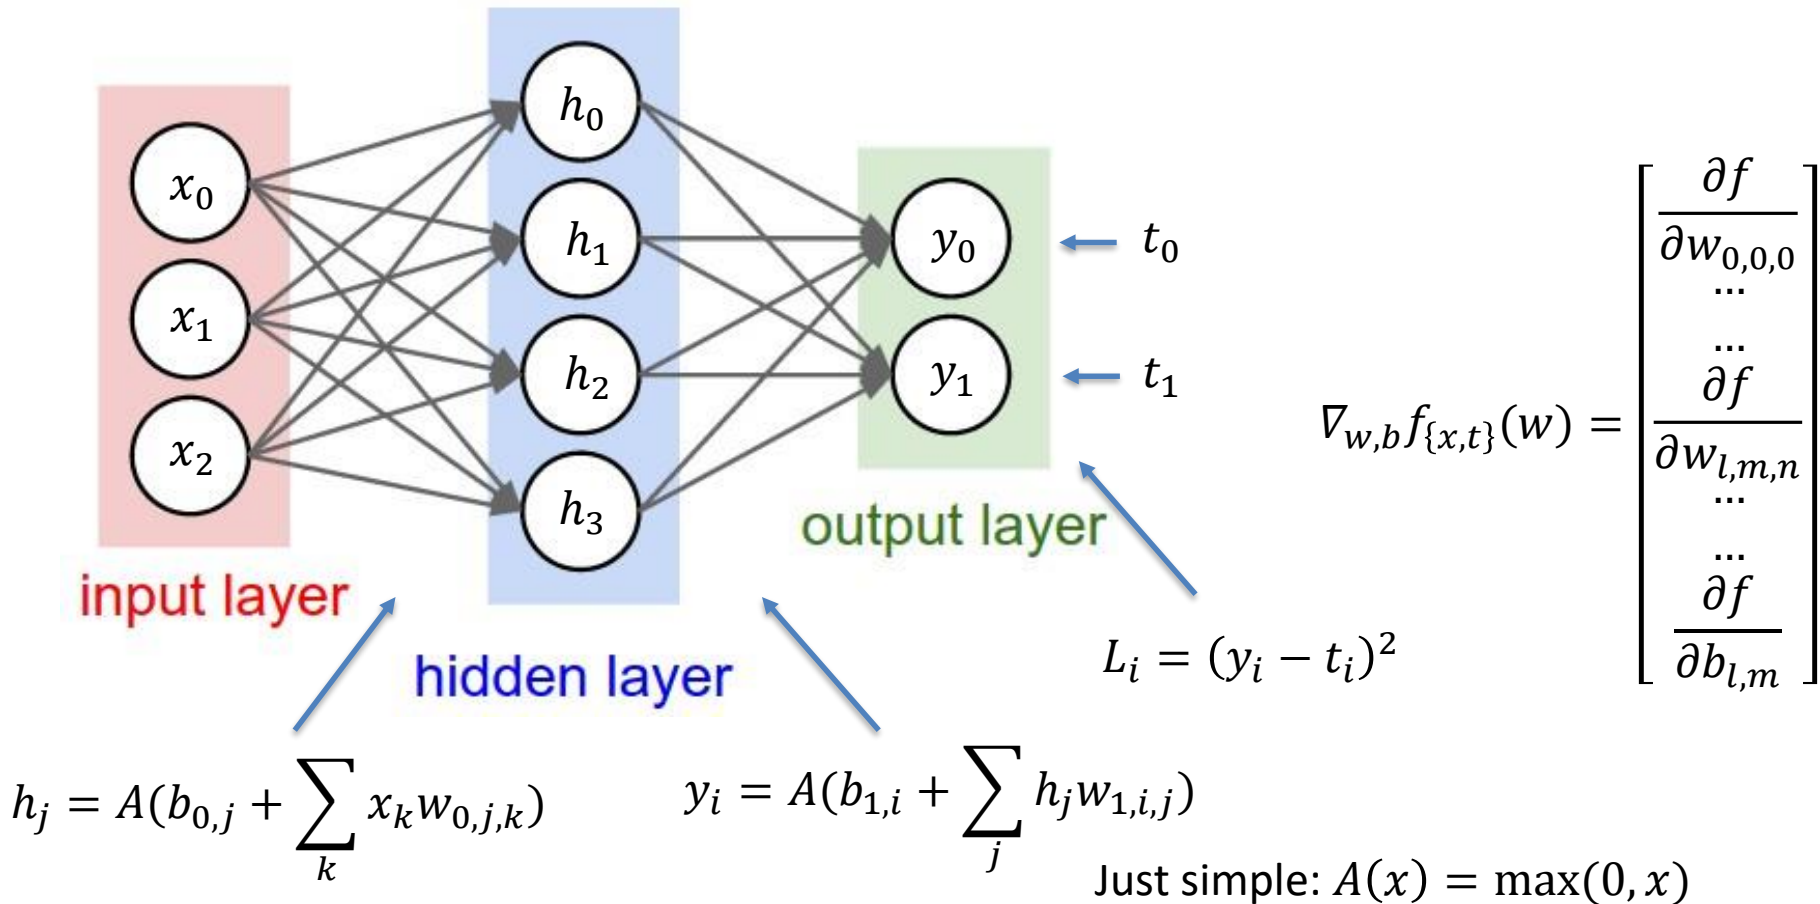 x₀
x₁
x₂
input layer
h₀
h₁
h₂
h₃
hidden layer
y₀
y₁
output layer
t₀
t₁
∇_{w,b} f_{{x,t}}(w) = [
∂f
∂w_{0,0,0}
...
...
∂f
∂w_{l,m,n}
...
...
∂f
∂b_{l,m}
]
L_i = (y_i − t_i)²
h_j = A(b_{0,j} + ∑_k x_k w_{0,j,k})
y_i = A(b_{1,i} + ∑_j h_j w_{1,i,j})
Just simple: A(x) = max(0, x)